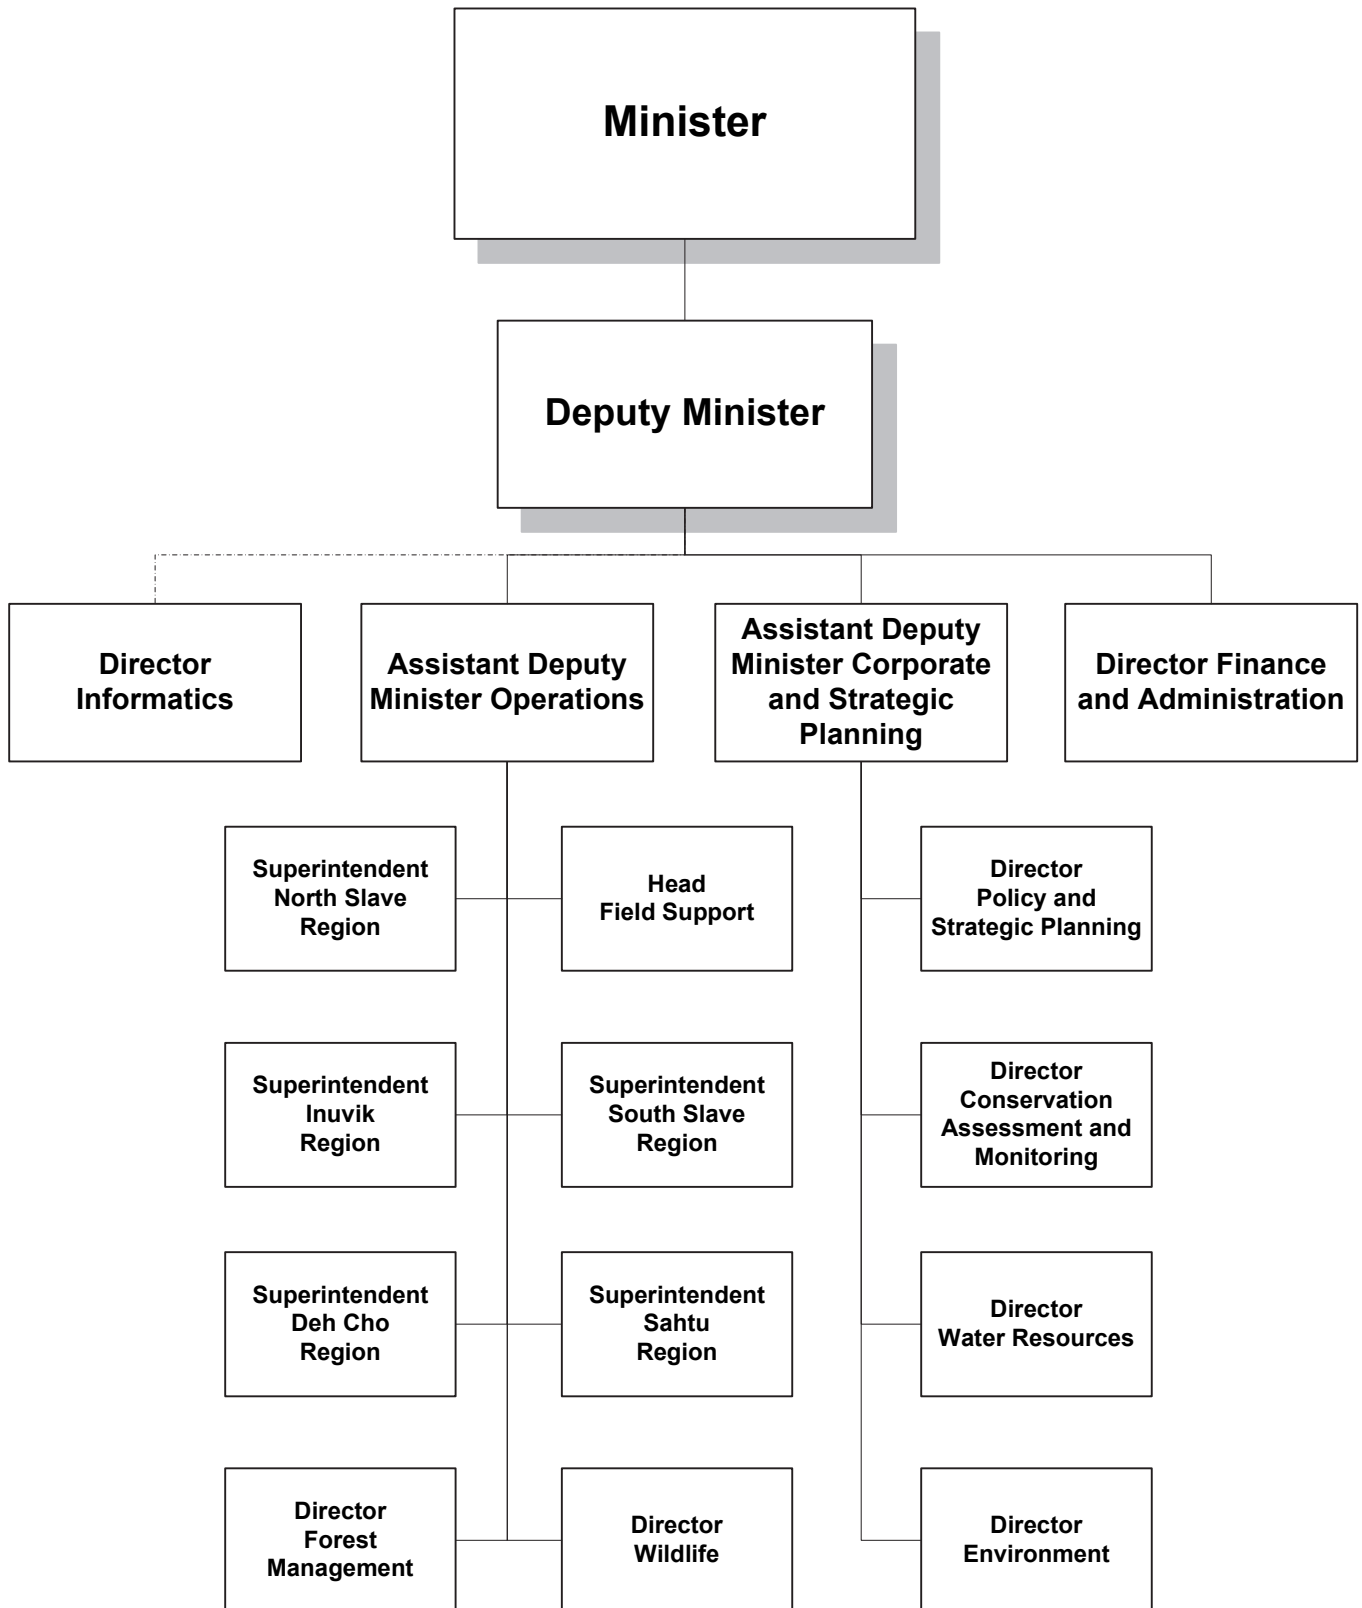 Minister
Deputy Minister
Director
Informatics
Assistant Deputy
Minister Operations
Assistant Deputy
Minister Corporate
and Strategic
Planning
Director Finance
and Administration
Superintendent
North Slave
Region
Head
Field Support
Director
Policy and
Strategic Planning
Superintendent
Inuvik
Region
Superintendent
South Slave
Region
Director
Conservation
Assessment and
Monitoring
Superintendent
Deh Cho
Region
Superintendent
Sahtu
Region
Director
Water Resources
Director
Forest
Management
Director
Wildlife
Director
Environment